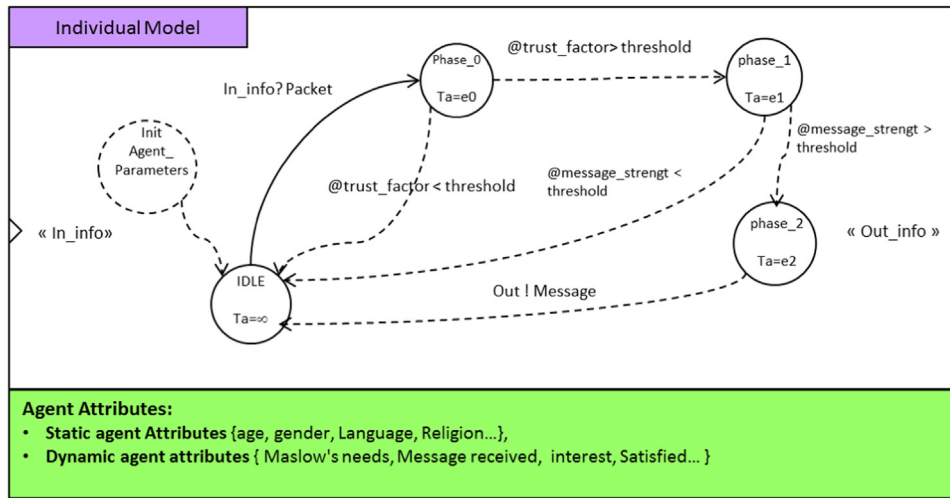 Individual Model
Phase_0
Ta=e0
@trust_factor> threshold
phase_1
Ta=e1
In_info? Packet
Init
Agent_
Parameters
@message_strengt >
threshold
@trust_factor < threshold
@message_strengt <
threshold
« In_info»
phase_2
Ta=e2
« Out_info »
IDLE
Ta=∞
Out ! Message
Agent Attributes:
• Static agent Attributes {age, gender, Language, Religion...},
• Dynamic agent attributes { Maslow's needs, Message received, interest, Satisfied... }